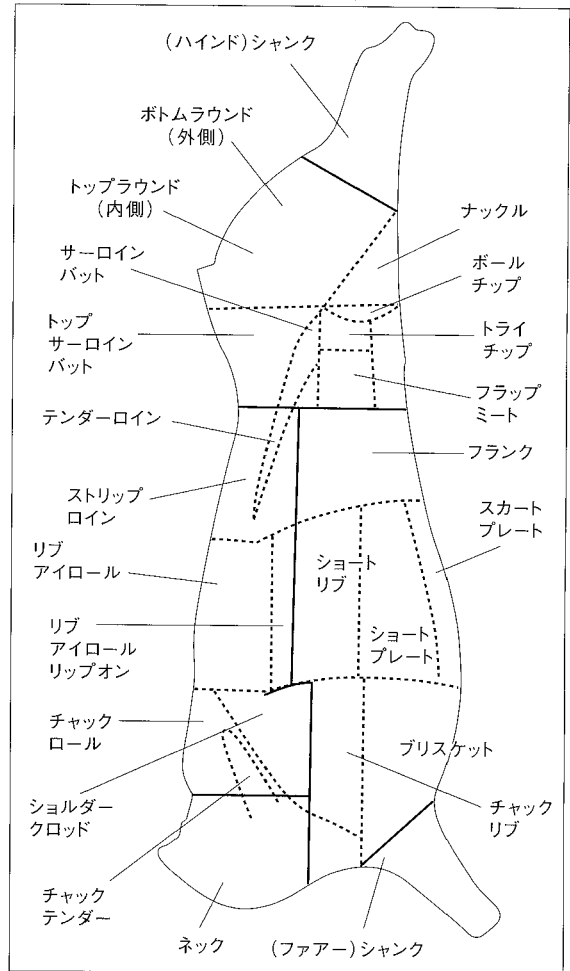 (ハインド)シャンク
ボトムラウンド
(外側)
トップラウンド
(内側)
ナックル
サーロイン
バット
ボール
チップ
トップ
サーロイン
バット
トライ
チップ
フラップ
ミート
テンダーロイン
フランク
ストリップ
ロイン
スカート
プレート
リブ
アイロール
ショート
リブ
リブ
アイロール
リップオン
ショート
プレート
チャック
ロール
ブリスケット
ショルダー
クロッド
チャック
リブ
チャック
テンダー
ネック
(ファアー)シャンク